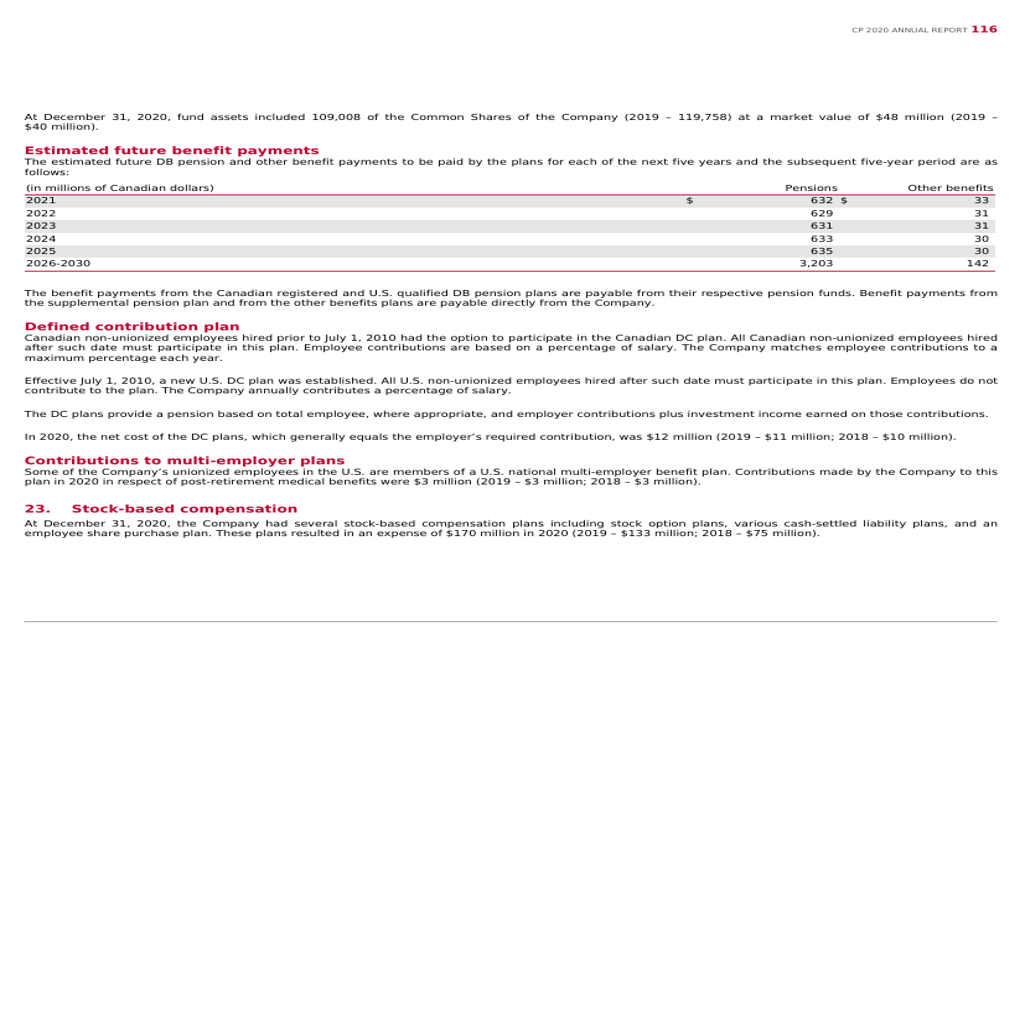 CP 2020 ANNUAL REPORT 116
At December 31, 2020, fund assets included 109,008 of the Common Shares of the Company (2019 – 119,758) at a market value of $48 million (2019 –
$40 million).
Estimated future benefit payments
The estimated future DB pension and other benefit payments to be paid by the plans for each of the next five years and the subsequent five-year period are as
follows:
(in millions of Canadian dollars) Pensions Other benefits
2021 $ 632 $ 33
2022 629 31
2023 631 31
2024 633 30
2025 635 30
2026-2030 3,203 142
The benefit payments from the Canadian registered and U.S. qualified DB pension plans are payable from their respective pension funds. Benefit payments from
the supplemental pension plan and from the other benefits plans are payable directly from the Company.
Defined contribution plan
Canadian non-unionized employees hired prior to July 1, 2010 had the option to participate in the Canadian DC plan. All Canadian non-unionized employees hired
after such date must participate in this plan. Employee contributions are based on a percentage of salary. The Company matches employee contributions to a
maximum percentage each year.
Effective July 1, 2010, a new U.S. DC plan was established. All U.S. non-unionized employees hired after such date must participate in this plan. Employees do not
contribute to the plan. The Company annually contributes a percentage of salary.
The DC plans provide a pension based on total employee, where appropriate, and employer contributions plus investment income earned on those contributions.
In 2020, the net cost of the DC plans, which generally equals the employer’s required contribution, was $12 million (2019 – $11 million; 2018 – $10 million).
Contributions to multi-employer plans
Some of the Company’s unionized employees in the U.S. are members of a U.S. national multi-employer benefit plan. Contributions made by the Company to this
plan in 2020 in respect of post-retirement medical benefits were $3 million (2019 – $3 million; 2018 – $3 million).
23. Stock-based compensation
At December 31, 2020, the Company had several stock-based compensation plans including stock option plans, various cash-settled liability plans, and an
employee share purchase plan. These plans resulted in an expense of $170 million in 2020 (2019 – $133 million; 2018 – $75 million).